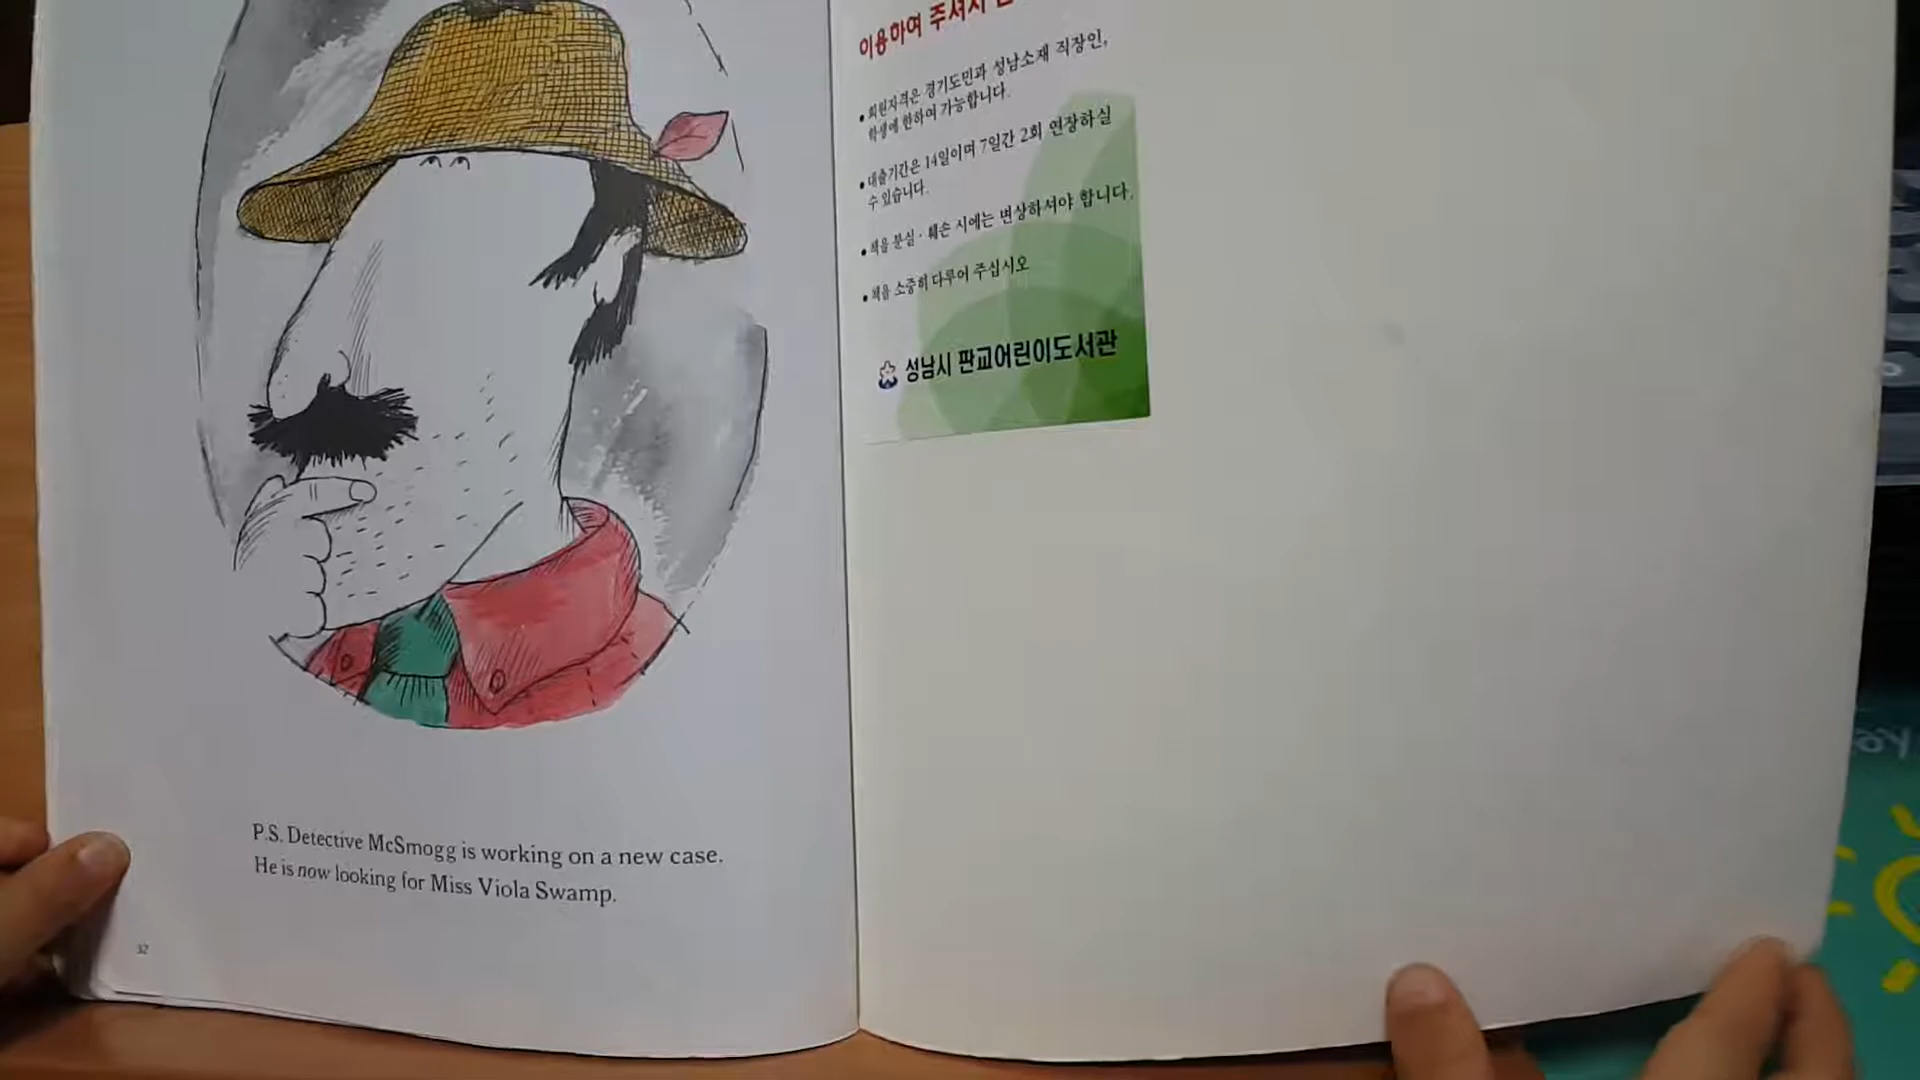 P.S. Detective McSmogg is working on a new case.
He is now looking for Miss Viola Swamp.
32
이용하여 주셔서
• 회원자격은 경기도민과 성남소재 직장인,
학생에 한하여 가능합니다.
• 대출기간은 14일이며 7일간 2회 연장하실
수 있습니다.
• 책을 분실·훼손 시에는 변상하셔야 합니다.
• 책을 소중히 다루어 주십시오
성남시 판교어린이도서관